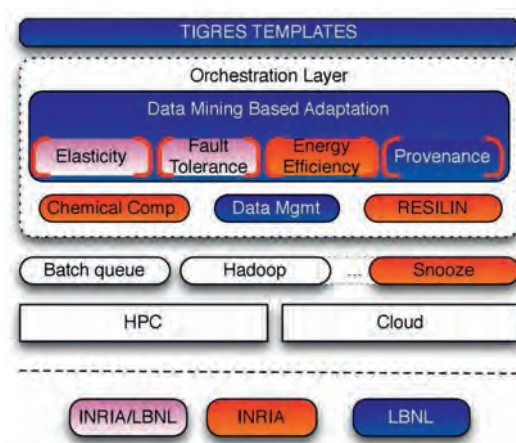 TIGRES TEMPLATES
Orchestration Layer
Data Mining Based Adaptation
Elasticity
Fault
Tolerance
Energy
Efficiency
Provenance
Chemical Comp.
Data Mgmt
RESILIN
Batch queue
Hadoop
...
Snooze
HPC
Cloud
INRIA/LBNL
INRIA
LBNL